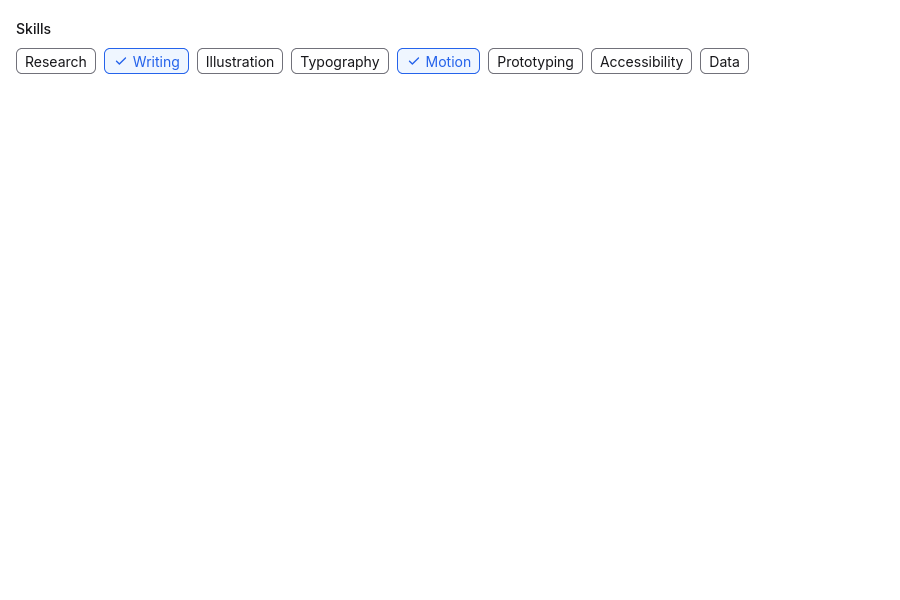 Skills
Research Writing Illustration Typography Motion Prototyping Accessibility Data